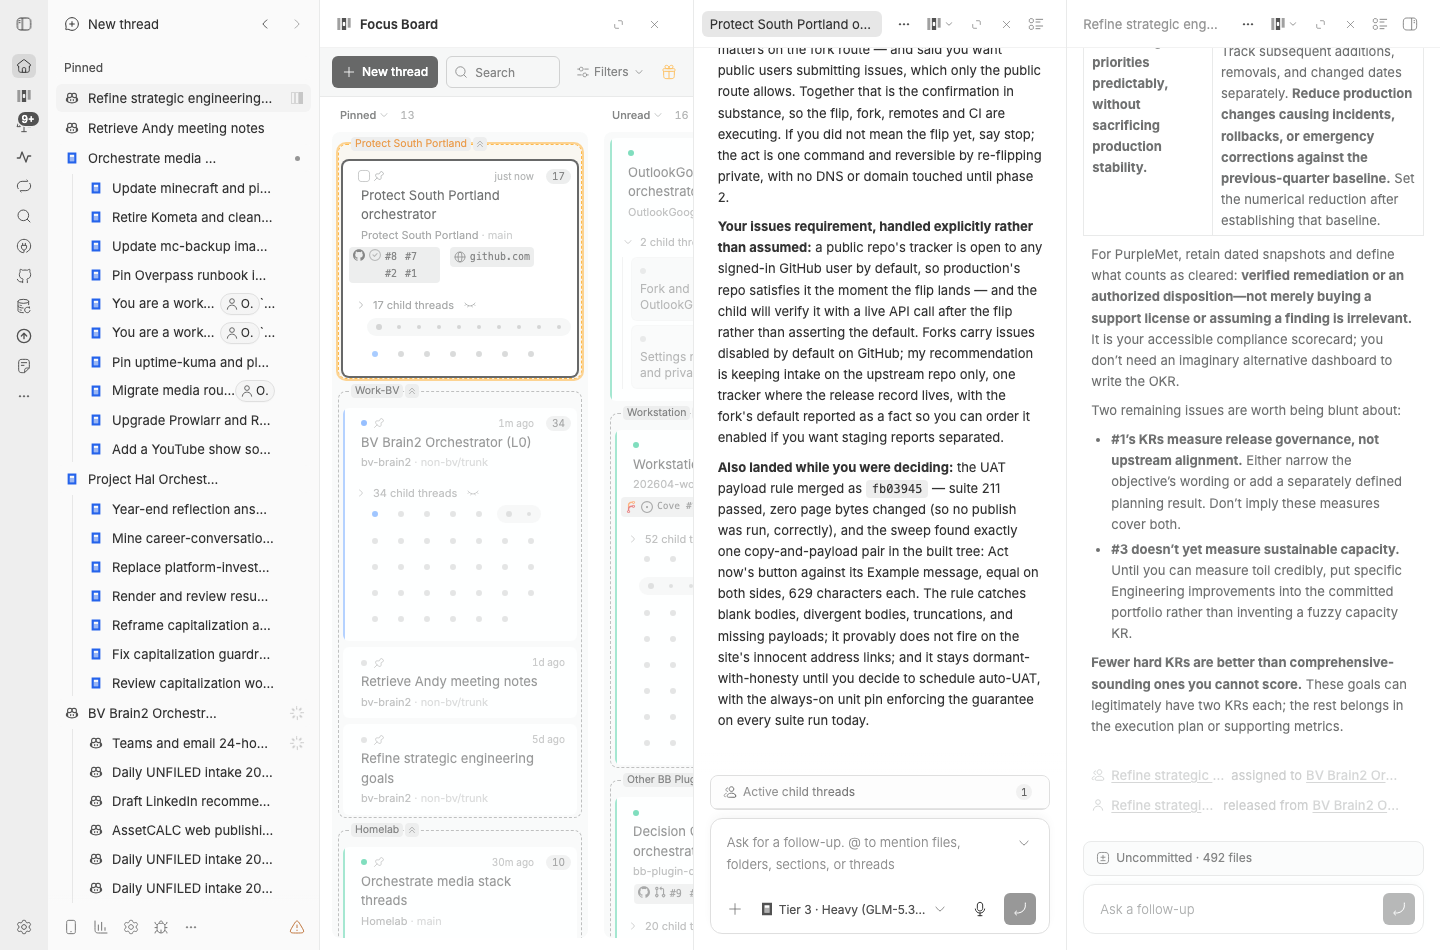 New thread
Pinned
Refine strategic engineering...
Retrieve Andy meeting notes
9+
Orchestrate media ...
Update minecraft and pl...
Retire Kometa and clean...
Update mc-backup ima...
Pin Overpass runbook i...
You are a work... O. `...
You are a work... O. `...
Pin uptime-kuma and pl...
Migrate media rou... O.
Upgrade Prowlarr and R...
Add a YouTube show so...
Project Hal Orchest...
Year-end reflection ans...
Mine career-conversatio...
Replace platform-invest...
Render and review resu...
Reframe capitalization a...
Fix capitalization guardr...
Review capitalization wo...
BV Brain2 Orchestr...
Teams and email 24-ho...
Daily UNFILED intake 20...
Draft LinkedIn recomme...
AssetCALC web publishi...
Daily UNFILED intake 20...
Daily UNFILED intake 20...
Focus Board
New thread
Search
Filters
Pinned 13
Protect South Portland
just now 17
Protect South Portland
orchestrator
Protect South Portland · main
#8 #7
#2 #1
github.com
17 child threads
Work-BV
1m ago 34
BV Brain2 Orchestrator (L0)
bv-brain2 · non-bv/trunk
34 child threads
1d ago
Retrieve Andy meeting notes
bv-brain2 · non-bv/trunk
5d ago
Refine strategic engineering
goals
bv-brain2 · non-bv/trunk
Homelab
30m ago 10
Orchestrate media stack
threads
Homelab · main
Unread 16
OutlookGo
orchestrato
OutlookGoog
2 child thr
Fork and
OutlookG
Settings r
and priva
Workstation
Workstatio
202604-wo
Cove #
52 child t
Other BB Plug
Decision C
orchestrat
bb-plugin-d
#9
20 child t
Protect South Portland o...
matters on the fork route — and said you want
public users submitting issues, which only the public
route allows. Together that is the confirmation in
substance, so the flip, fork, remotes and CI are
executing. If you did not mean the flip yet, say stop;
the act is one command and reversible by re-flipping
private, with no DNS or domain touched until phase
2.
Your issues requirement, handled explicitly rather
than assumed: a public repo's tracker is open to any
signed-in GitHub user by default, so production's
repo satisfies it the moment the flip lands — and the
child will verify it with a live API call after the flip
rather than asserting the default. Forks carry issues
disabled by default on GitHub; my recommendation
is keeping intake on the upstream repo only, one
tracker where the release record lives, with the
fork's default reported as a fact so you can order it
enabled if you want staging reports separated.
Also landed while you were deciding: the UAT
payload rule merged as fb03945 — suite 211
passed, zero page bytes changed (so no publish
was run, correctly), and the sweep found exactly
one copy-and-payload pair in the built tree: Act
now's button against its Example message, equal on
both sides, 629 characters each. The rule catches
blank bodies, divergent bodies, truncations, and
missing payloads; it provably does not fire on the
site's innocent address links; and it stays dormant-
with-honesty until you decide to schedule auto-UAT,
with the always-on unit pin enforcing the guarantee
on every suite run today.
Active child threads 1
Ask for a follow-up. @ to mention files,
folders, sections, or threads
Tier 3 · Heavy (GLM-5.3...
Refine strategic eng...
priorities
predictably,
without
sacrificing
production
stability.
Track subsequent additions,
removals, and changed dates
separately. Reduce production
changes causing incidents,
rollbacks, or emergency
corrections against the
previous-quarter baseline. Set
the numerical reduction after
establishing that baseline.
For PurpleMet, retain dated snapshots and define
what counts as cleared: verified remediation or an
authorized disposition—not merely buying a
support license or assuming a finding is irrelevant.
It is your accessible compliance scorecard; you
don’t need an imaginary alternative dashboard to
write the OKR.
Two remaining issues are worth being blunt about:
• #1’s KRs measure release governance, not
upstream alignment. Either narrow the
objective’s wording or add a separately defined
planning result. Don’t imply these measures
cover both.
• #3 doesn’t yet measure sustainable capacity.
Until you can measure toil credibly, put specific
Engineering improvements into the committed
portfolio rather than inventing a fuzzy capacity
KR.
Fewer hard KRs are better than comprehensive-
sounding ones you cannot score. These goals can
legitimately have two KRs each; the rest belongs in
the execution plan or supporting metrics.
Refine strategic ... assigned to BV Brain2 Or...
Refine strategi... released from BV Brain2 O...
Uncommitted · 492 files
Ask a follow-up